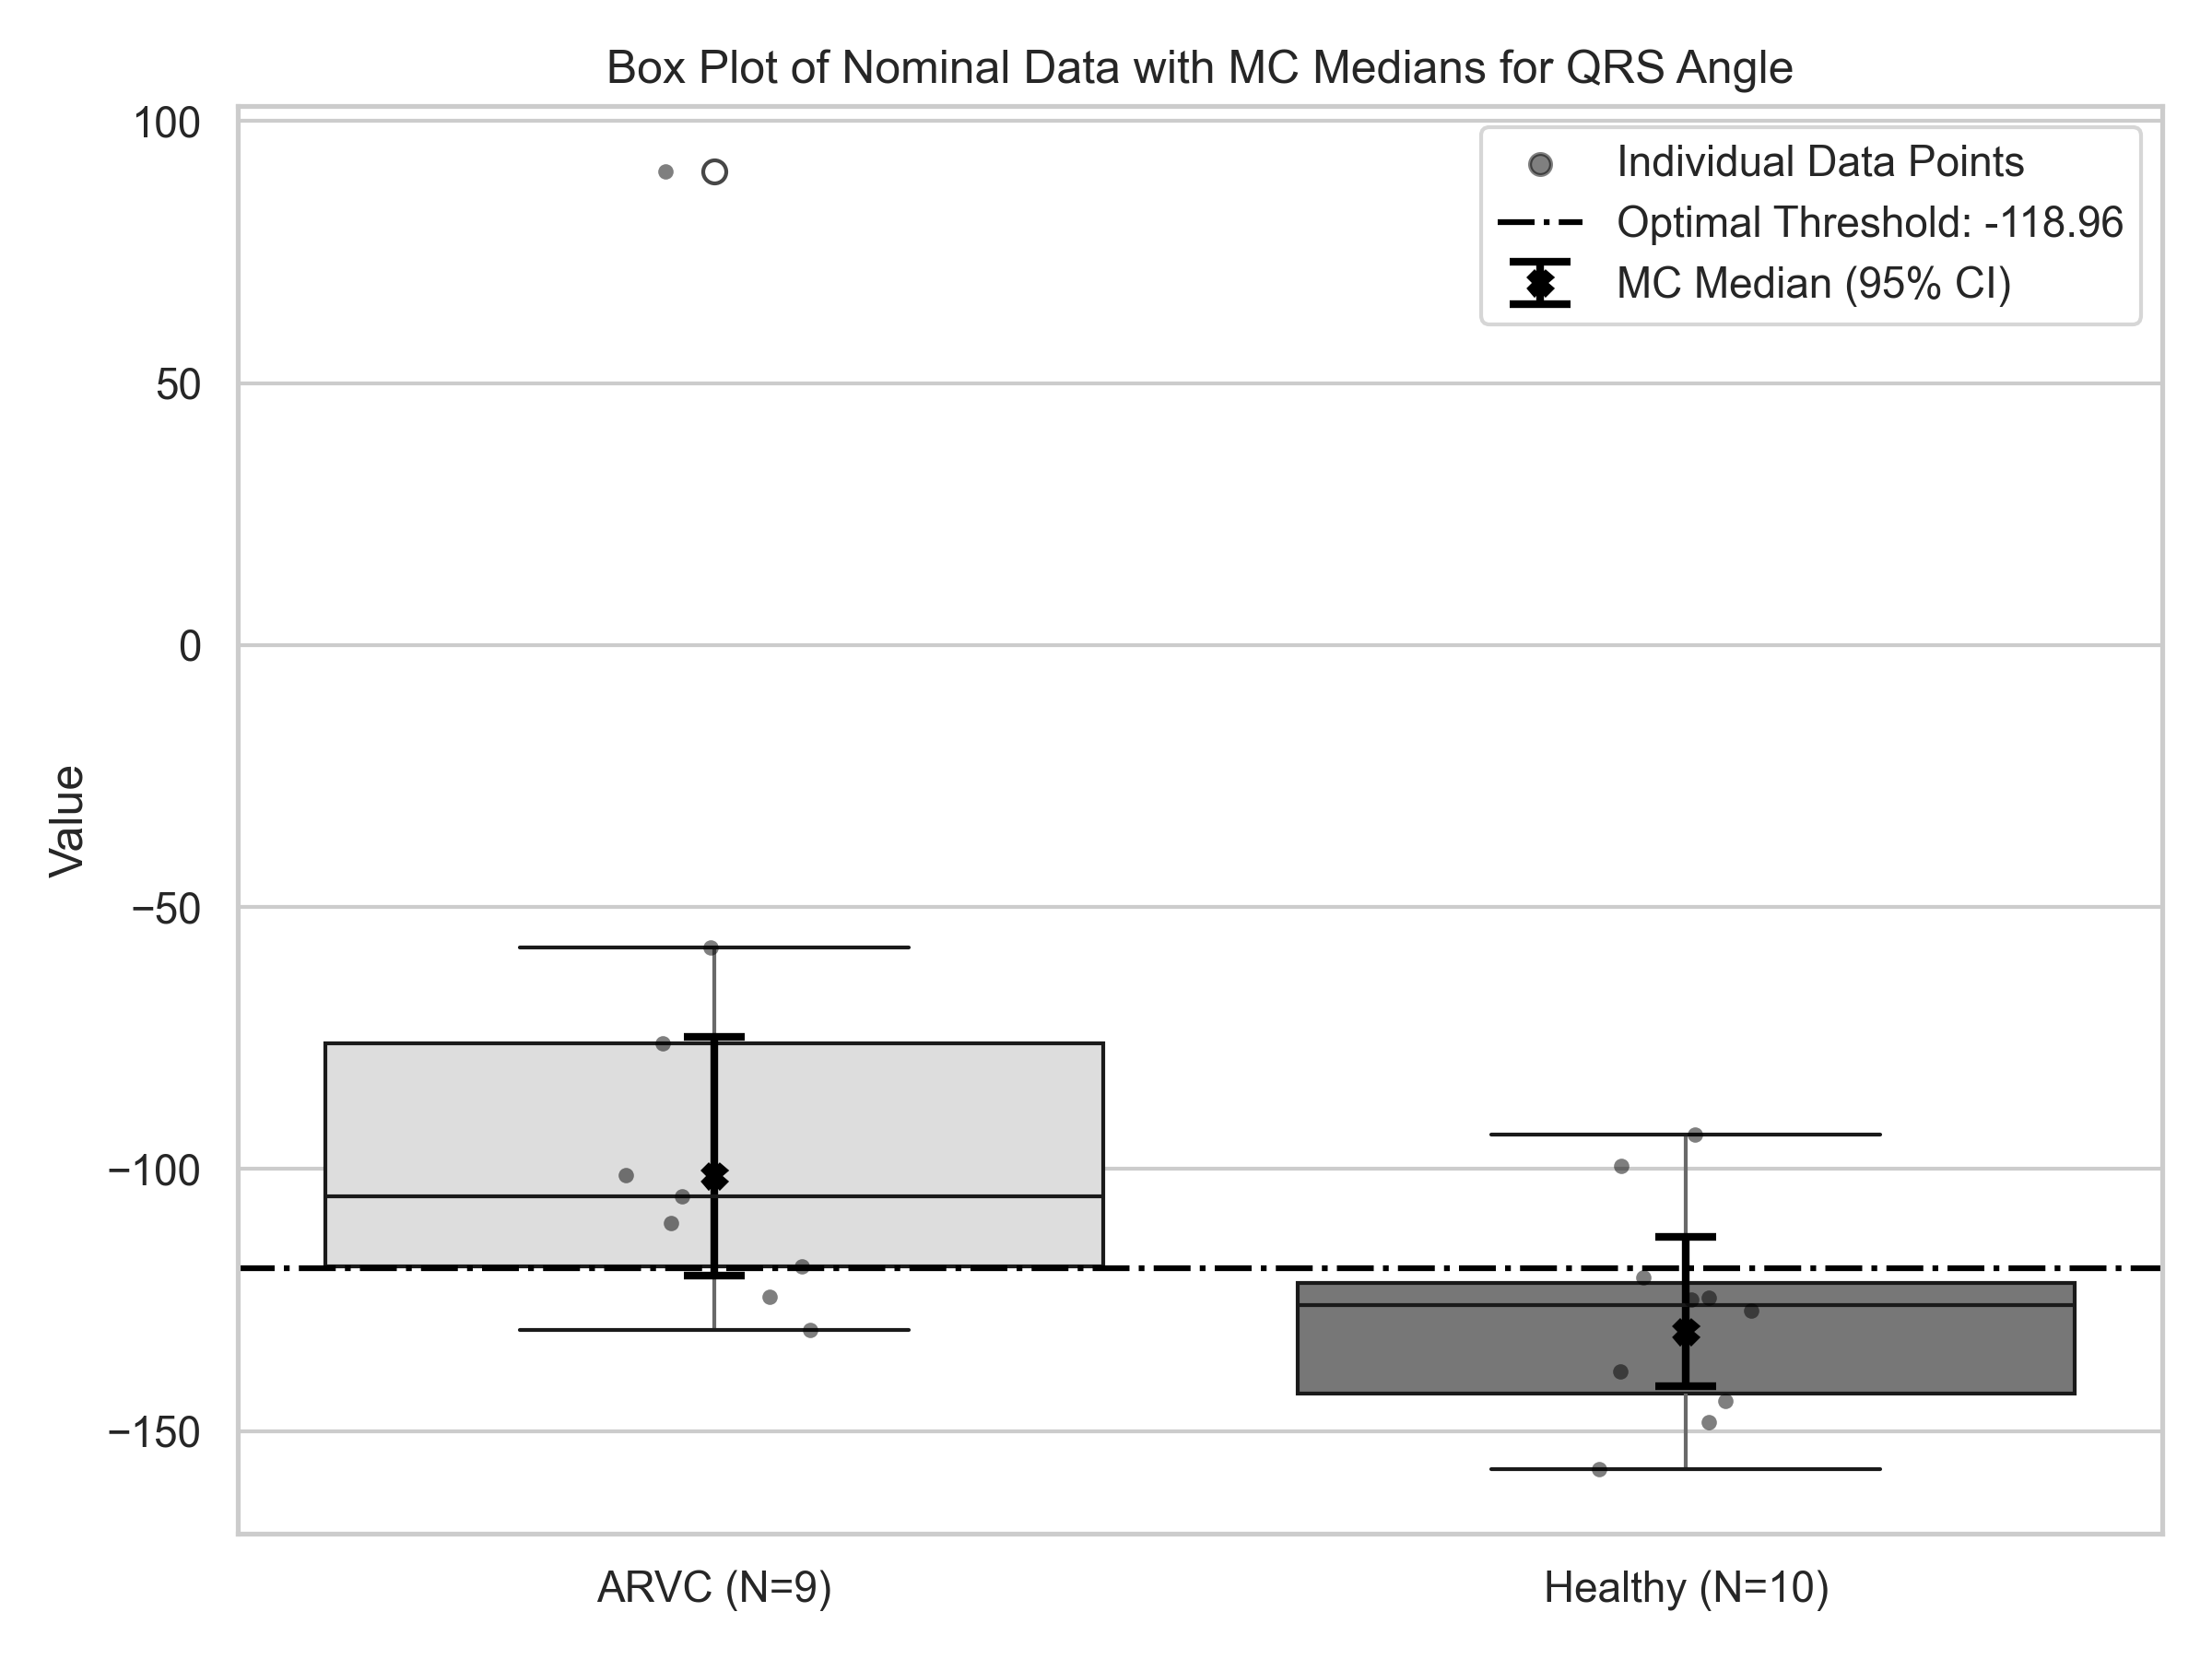 Box Plot of Nominal Data with MC Medians for QRS Angle
100
50
0
−50
−100
−150
Value
Individual Data Points
Optimal Threshold: -118.96
MC Median (95% CI)
ARVC (N=9)
Healthy (N=10)